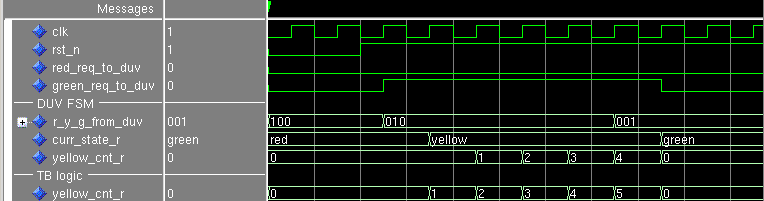 Messages
clk 1
rst_n 1
red_req_to_duv 0
green_req_to_duv 0
DUV FSM
r_y_g_from_duv 001 100 010 001
curr_state_r green red yellow green
yellow_cnt_r 0 0 1 2 3 4 0
TB logic
yellow_cnt_r 0 0 1 2 3 4 5 0